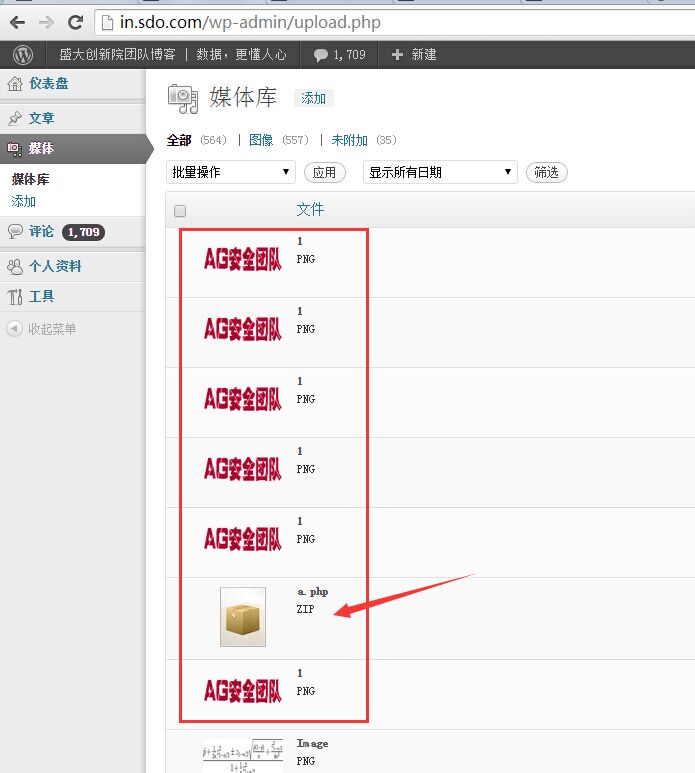 in.sdo.com/wp-admin/upload.php
盛大创新院团队博客 | 数据，更懂人心 1,709 新建
仪表盘
文章
媒体
媒体库
添加
评论 1,709
个人资料
工具
收起菜单
媒体库 添加
全部 (564) | 图像 (557) | 未附加 (35)
批量操作 应用 显示所有日期 筛选
文件
AG安全团队
1
PNG
AG安全团队
1
PNG
AG安全团队
1
PNG
AG安全团队
1
PNG
AG安全团队
1
PNG
a.php
ZIP
AG安全团队
1
PNG
Image
PNG